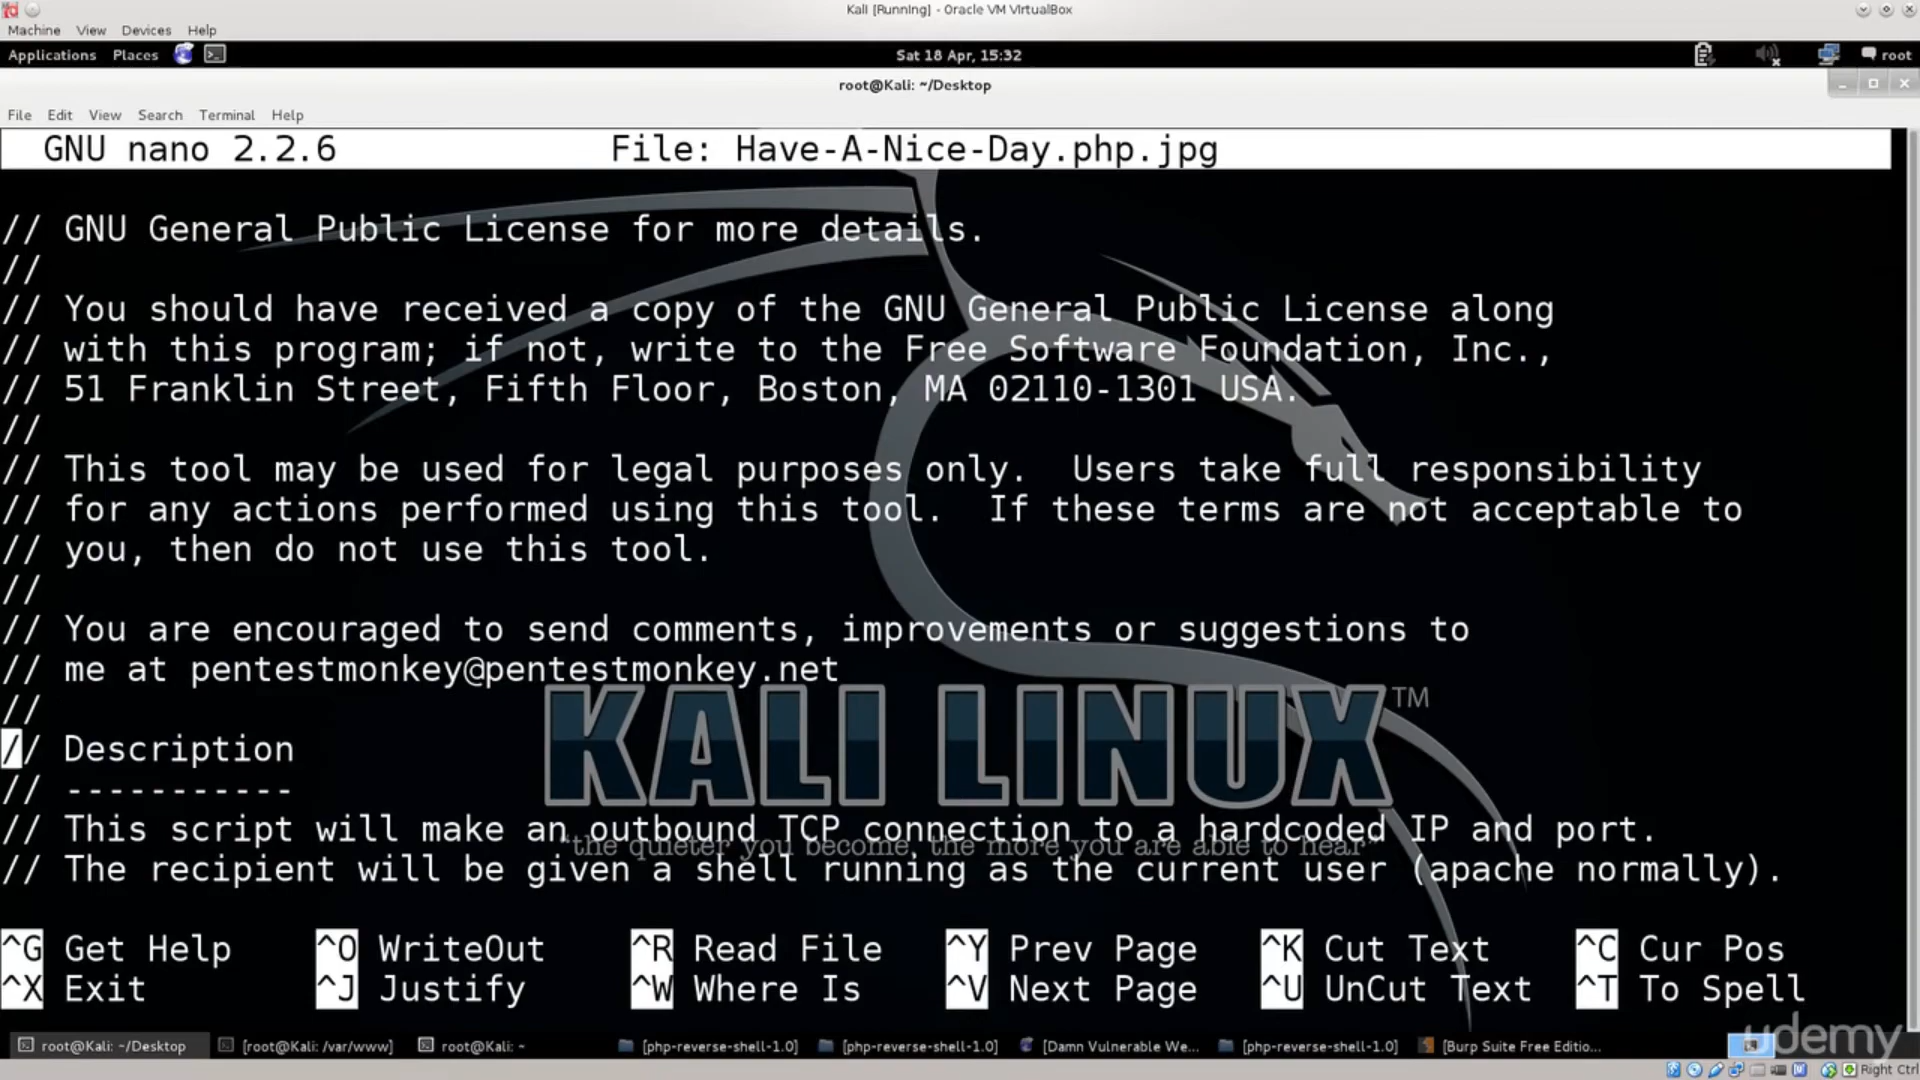 Kali [Running] - Oracle VM VirtualBox
Machine View Devices Help
Applications Places Sat 18 Apr, 15:32 root
root@Kali: ~/Desktop
File Edit View Search Terminal Help
GNU nano 2.2.6 File: Have-A-Nice-Day.php.jpg
// GNU General Public License for more details.
//
// You should have received a copy of the GNU General Public License along
// with this program; if not, write to the Free Software Foundation, Inc.,
// 51 Franklin Street, Fifth Floor, Boston, MA 02110-1301 USA.
//
// This tool may be used for legal purposes only.  Users take full responsibility
// for any actions performed using this tool.  If these terms are not acceptable to
// you, then do not use this tool.
//
// You are encouraged to send comments, improvements or suggestions to
// me at pentestmonkey@pentestmonkey.net
//
// Description
// -----------
// This script will make an outbound TCP connection to a hardcoded IP and port.
// The recipient will be given a shell running as the current user (apache normally).
KALI LINUX™
"the quieter you become, the more you are able to hear"
^G Get Help ^O WriteOut ^R Read File ^Y Prev Page ^K Cut Text ^C Cur Pos
^X Exit ^J Justify ^W Where Is ^V Next Page ^U UnCut Text ^T To Spell
root@Kali: ~/Desktop [root@Kali: /var/www] root@Kali: ~ [php-reverse-shell-1.0] [php-reverse-shell-1.0] [Damn Vulnerable We... [php-reverse-shell-1.0] [Burp Suite Free Editio...
udemy
Right Ctrl